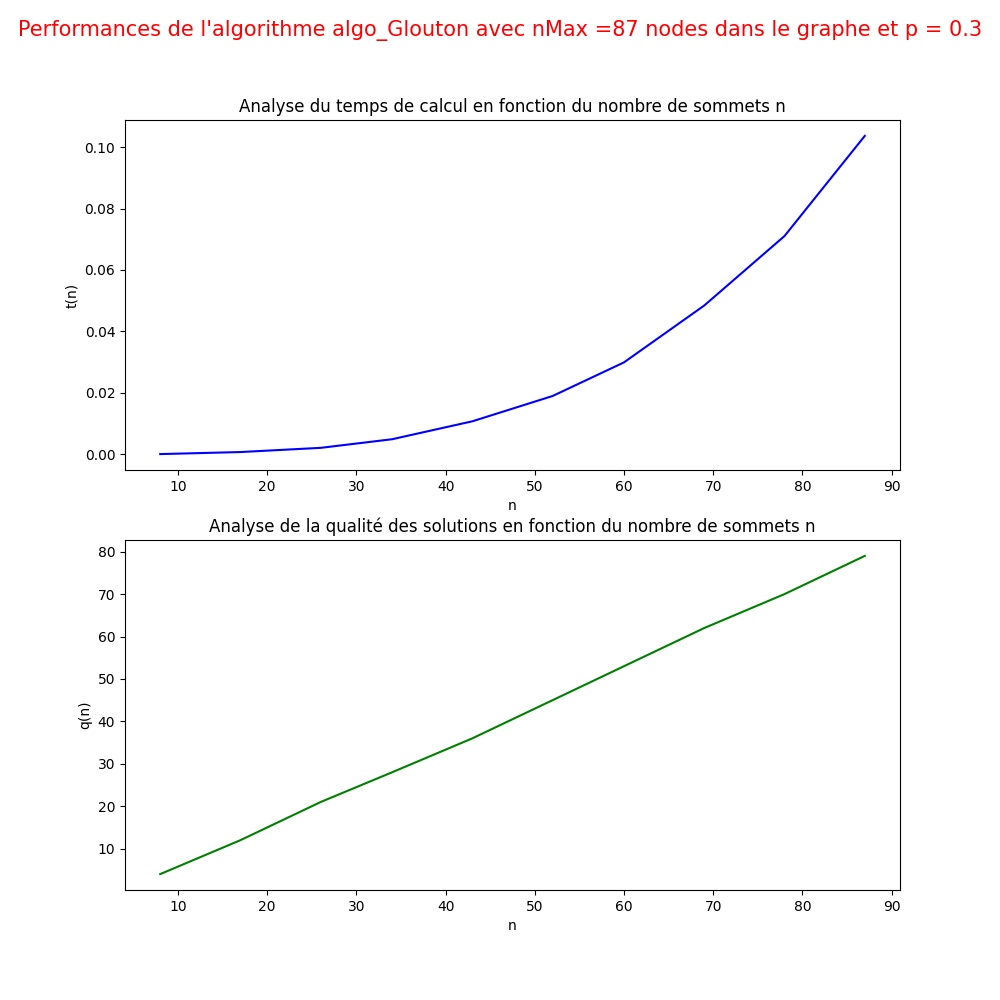 Performances de l'algorithme algo_Glouton avec nMax =87 nodes dans le graphe et p = 0.3
Analyse du temps de calcul en fonction du nombre de sommets n
0.10
0.08
0.06
0.04
0.02
0.00
t(n)
10 20 30 40 50 60 70 80 90
n
Analyse de la qualité des solutions en fonction du nombre de sommets n
80
70
60
50
40
30
20
10
q(n)
10 20 30 40 50 60 70 80 90
n